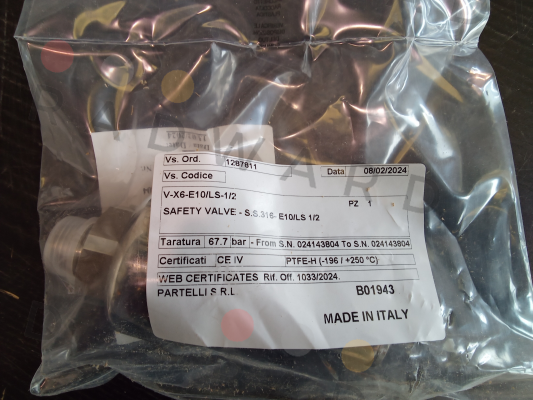 Vs. Ord. 1287811 Data 08/02/2024
Vs. Codice
V-X6-E10/LS-1/2 PZ 1
SAFETY VALVE - S.S.316- E10/LS 1/2
Taratura 67.7 bar - From S.N. 024143804 To S.N. 024143804
Certificati CE IV PTFE-H (-196 / +250 °C)
WEB CERTIFICATES Rif. Off. 1033/2024.
PARTELLI S R.L B01943
MADE IN ITALY